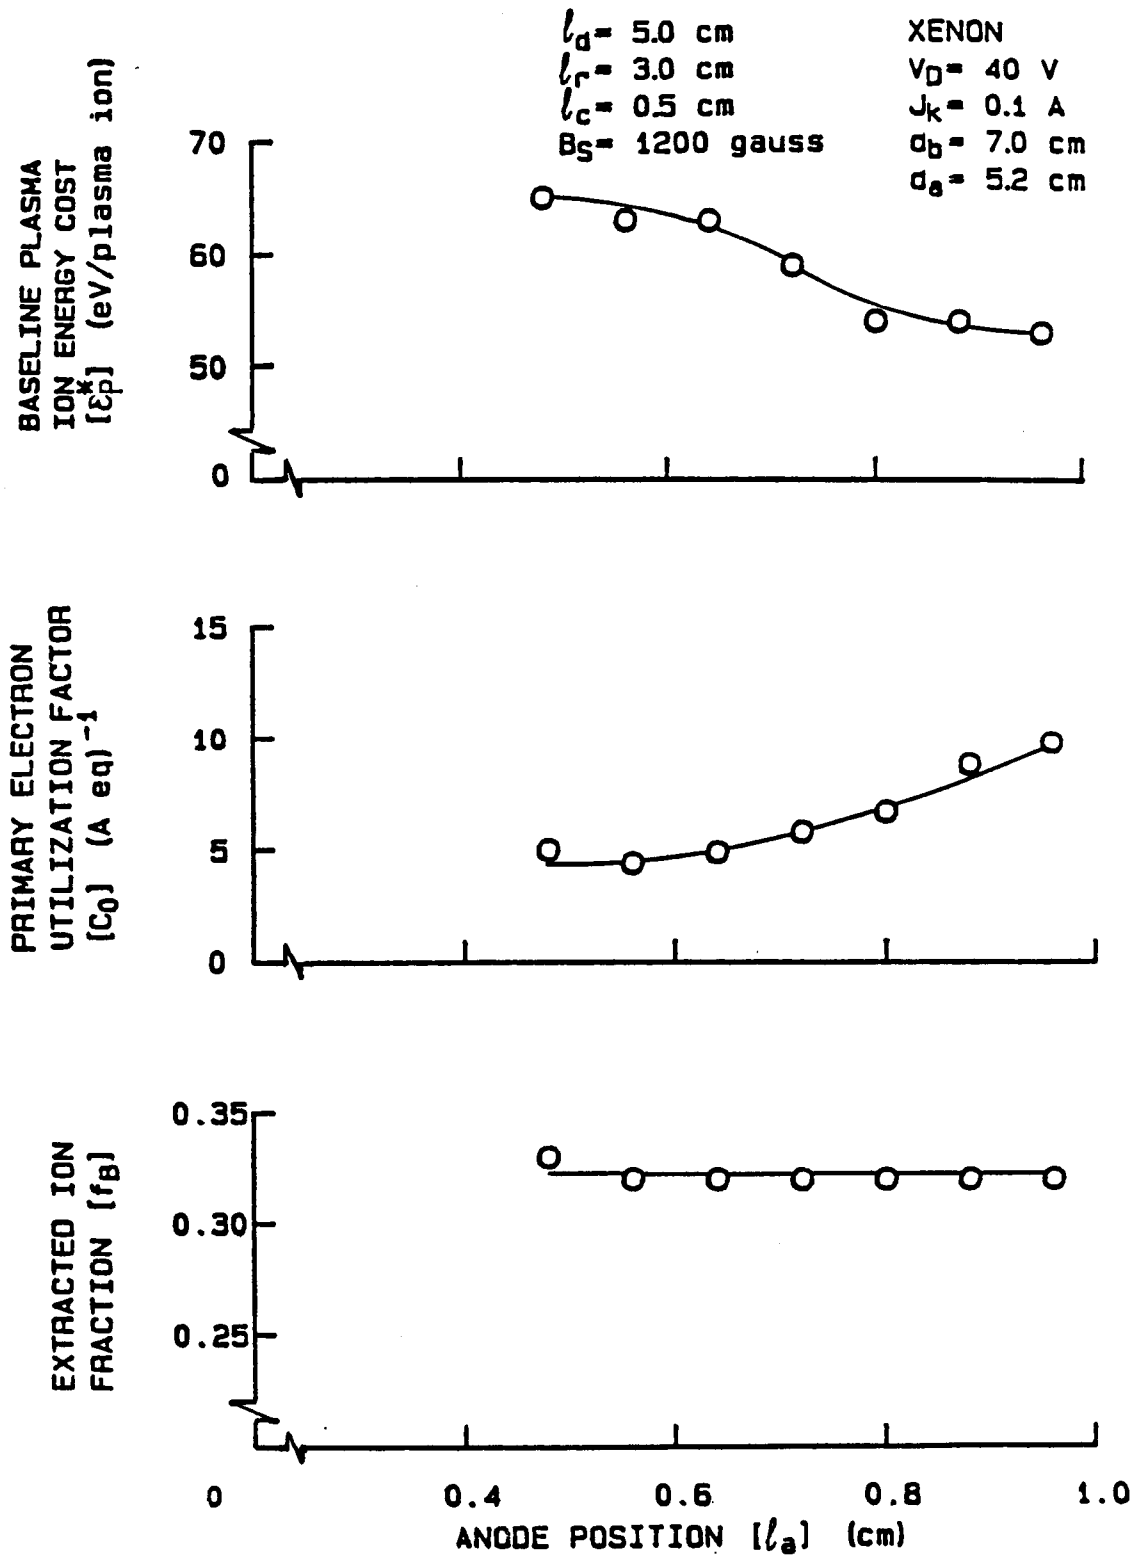 ℓd= 5.0 cm
ℓr= 3.0 cm
ℓc= 0.5 cm
BS= 1200 gauss
XENON
VD= 40 V
Jk= 0.1 A
db= 7.0 cm
da= 5.2 cm
BASELINE PLASMA
ION ENERGY COST
[ε*p] (eV/plasma ion)
70
60
50
0
PRIMARY ELECTRON
UTILIZATION FACTOR
[C0] (A eq)-1
15
10
5
0
EXTRACTED ION
FRACTION [fB]
0.35
0.30
0.25
0 0.4 0.6 0.8 1.0
ANODE POSITION [ℓa] (cm)